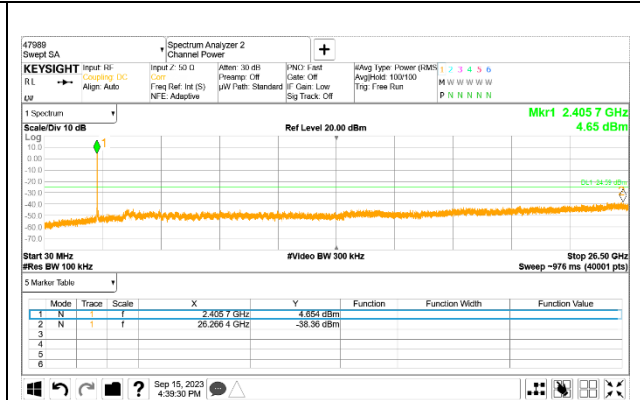 47989
Swept SA
Spectrum Analyzer 2
Channel Power
+
KEYSIGHT Input: RF Input Z: 50 Ω Atten: 30 dB PNO: Fast #Avg Type: Power (RMS 1 2 3 4 5 6
RL Coupling: DC Corr Preamp: Off Gate: Off Avg|Hold: 100/100 M W W W W W
Align: Auto Freq Ref: Int (S) µW Path: Standard IF Gain: Low Trig: Free Run
NFE: Adaptive Sig Track: Off P N N N N N
1 Spectrum
Mkr1 2.405 7 GHz
Scale/Div 10 dB Ref Level 20.00 dBm 4.65 dBm
Log
10.0
0.00
-10.0
-20.0
-30.0
-40.0
-50.0
-60.0
-70.0
1
Start 30 MHz #Video BW 300 kHz Stop 26.50 GHz
#Res BW 100 kHz Sweep ~976 ms (40001 pts)
5 Marker Table
Mode Trace Scale X Y Function Function Width Function Value
1 N 1 f 2.405 7 GHz 4.654 dBm
2 N 1 f 26.266 4 GHz -38.36 dBm
3
4
5
6
?
Sep 15, 2023
4:39:30 PM